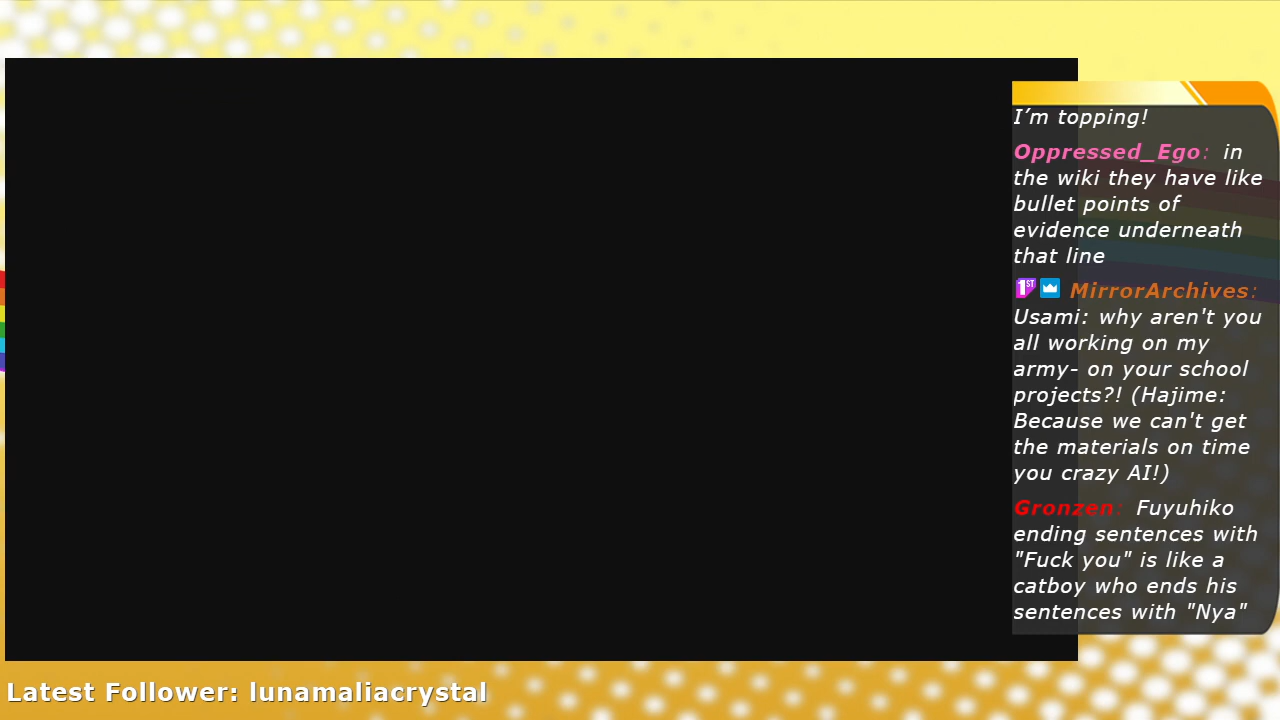 I’m topping!
Oppressed_Ego: in
the wiki they have like
bullet points of
evidence underneath
that line
1ST MirrorArchives:
Usami: why aren't you
all working on my
army- on your school
projects?! (Hajime:
Because we can't get
the materials on time
you crazy AI!)
Gronzen: Fuyuhiko
ending sentences with
"Fuck you" is like a
catboy who ends his
sentences with "Nya"
Latest Follower: lunamaliacrystal